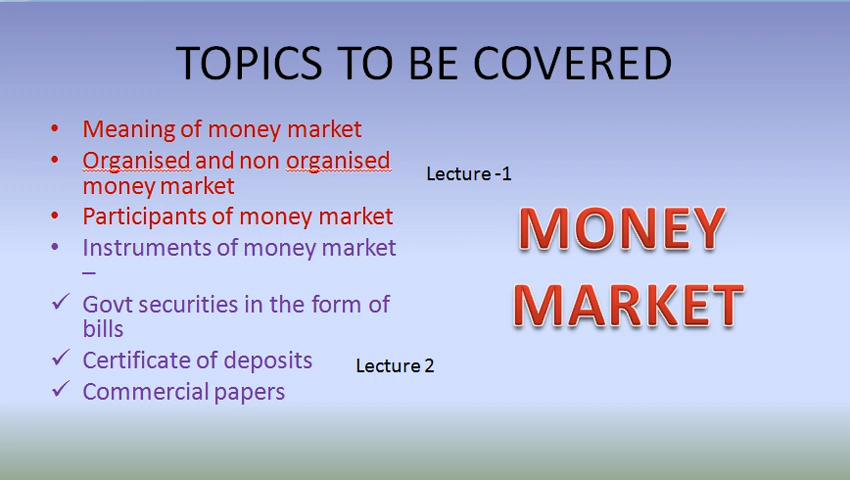 TOPICS TO BE COVERED
• Meaning of money market
• Organised and non organised
money market
• Participants of money market
• Instruments of money market
–
✓ Govt securities in the form of
bills
✓ Certificate of deposits
✓ Commercial papers
Lecture -1
Lecture 2
MONEY
MARKET